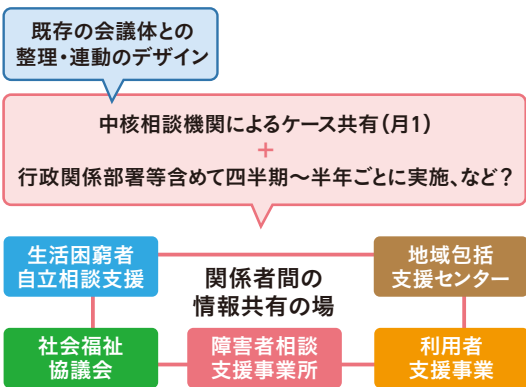 既存の会議体との
整理・連動のデザイン
中核相談機関によるケース共有（月1）
+
行政関係部署等含めて四半期～半年ごとに実施、など？
生活困窮者
自立相談支援
地域包括
支援センター
関係者間の
情報共有の場
社会福祉
協議会
障害者相談
支援事業所
利用者
支援事業